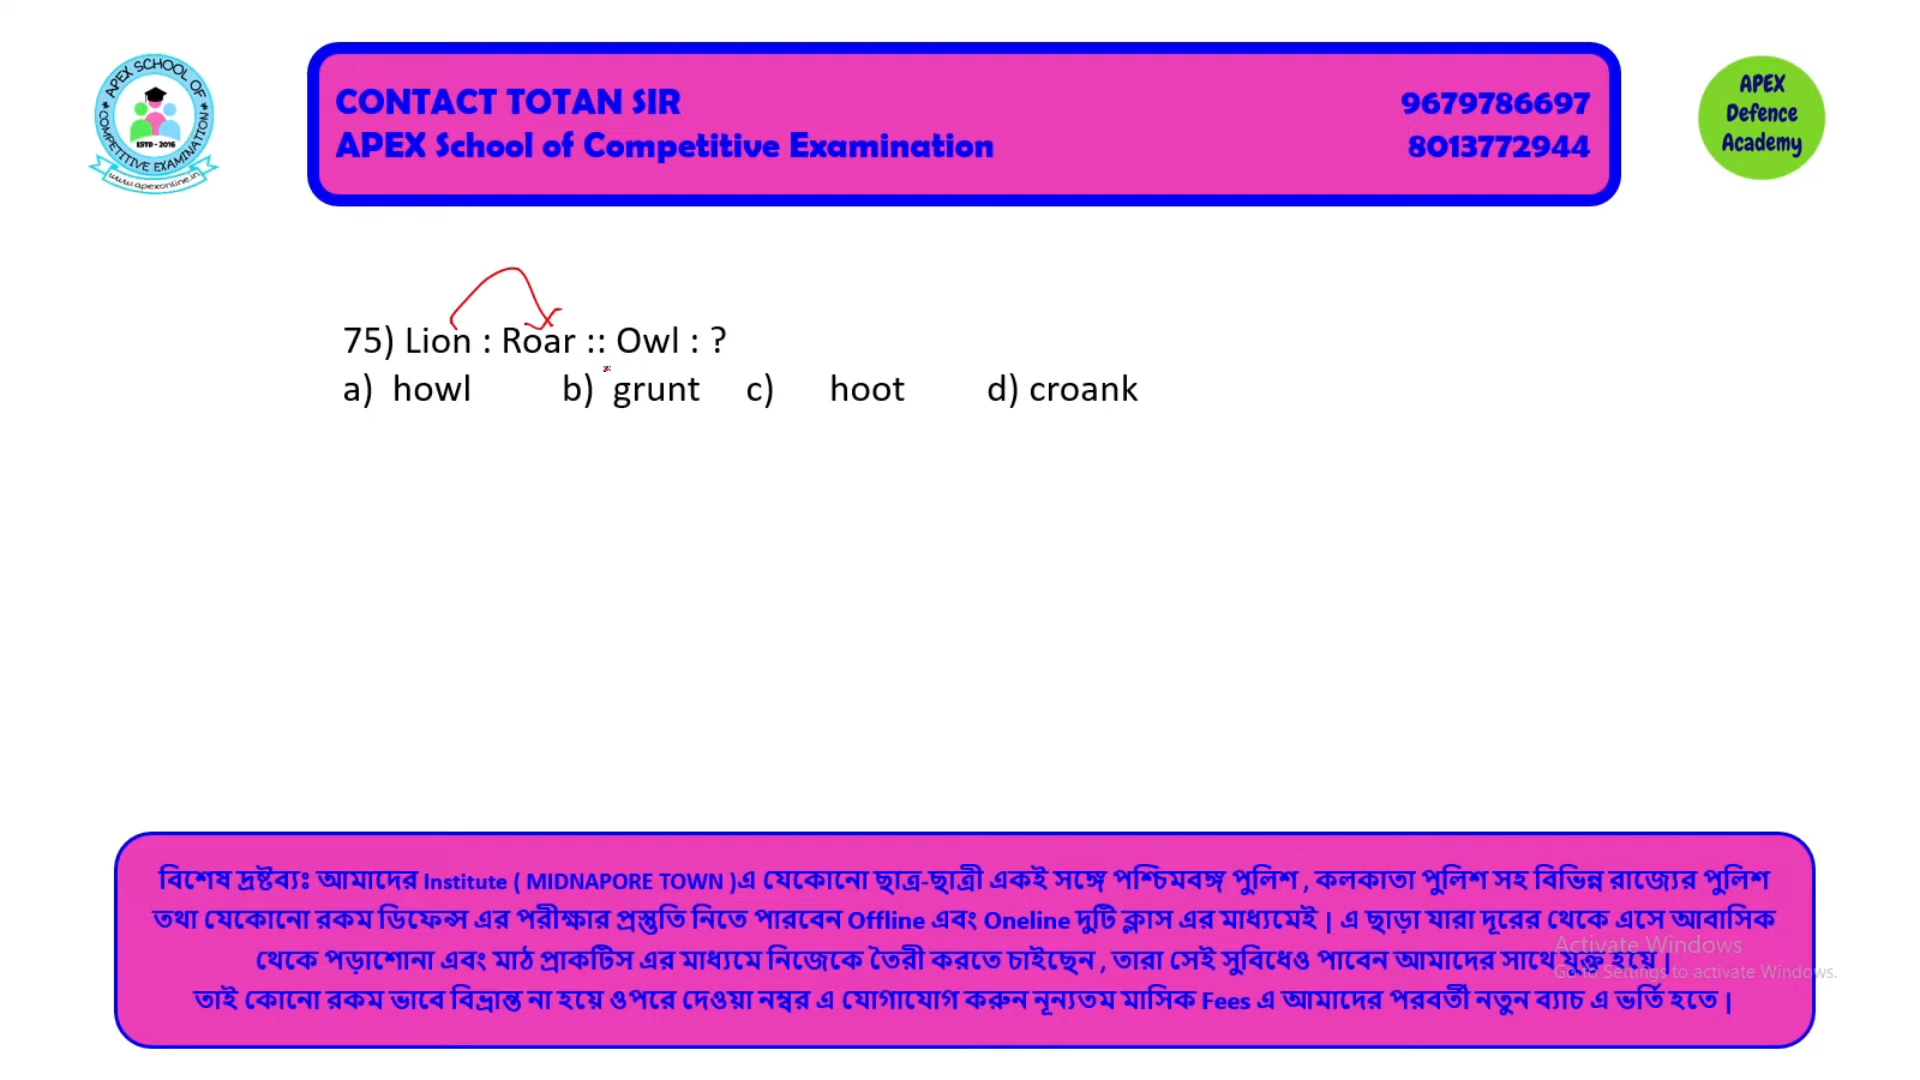 APEX SCHOOL OF
COMPETITIVE EXAMINATION
ESTD - 2016
www.apexonline.in
CONTACT TOTAN SIR 9679786697
APEX School of Competitive Examination 8013772944
APEX
Defence
Academy
75) Lion : Roar :: Owl : ?
a) howl b) grunt c) hoot d) croank
বিশেষ দ্রষ্টব্যঃ আমাদের Institute ( MIDNAPORE TOWN )এ যেকোনো ছাত্র-ছাত্রী একই সঙ্গে পশ্চিমবঙ্গ পুলিশ , কলকাতা পুলিশ সহ বিভিন্ন রাজ্যের পুলিশ
তথা যেকোনো রকম ডিফেন্স এর পরীক্ষার প্রস্তুতি নিতে পারবেন Offline এবং Oneline দুটি ক্লাস এর মাধ্যমেই | এ ছাড়া যারা দূরের থেকে এসে আবাসিক
থেকে পড়াশোনা এবং মাঠ প্রাকটিস এর মাধ্যমে নিজেকে তৈরী করতে চাইছেন , তারা সেই সুবিধেও পাবেন আমাদের সাথে যুক্ত হয়ে |
তাই কোনো রকম ভাবে বিভ্রান্ত না হয়ে ওপরে দেওয়া নম্বর এ যোগাযোগ করুন নূন্যতম মাসিক Fees এ আমাদের পরবর্তী নতুন ব্যাচ এ ভর্তি হতে |
Activate Windows
Go to Settings to activate Windows.